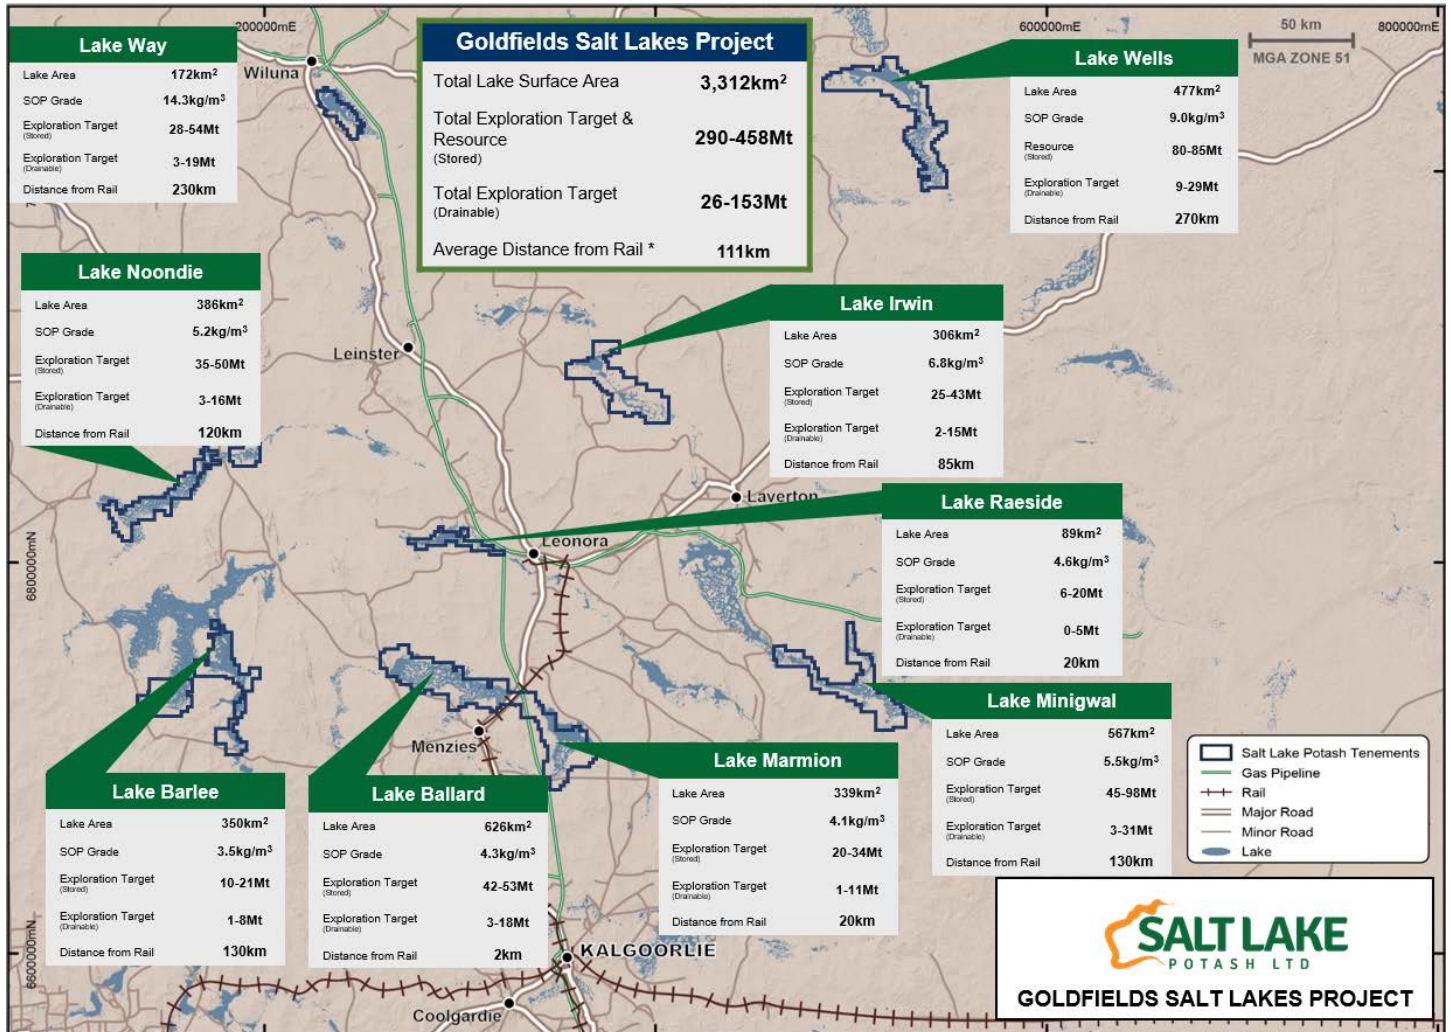 200000mE
600000mE
50 km
800000mE
MGA ZONE 51
Lake Way
Lake Area 172km²
SOP Grade 14.3kg/m³
Exploration Target 28-54Mt
(Stored)
Exploration Target 3-19Mt
(Drainable)
Distance from Rail 230km
Wiluna
Goldfields Salt Lakes Project
Total Lake Surface Area 3,312km²
Total Exploration Target &
Resource 290-458Mt
(Stored)
Total Exploration Target 26-153Mt
(Drainable)
Average Distance from Rail * 111km
Lake Wells
Lake Area 477km²
SOP Grade 9.0kg/m³
Resource 80-85Mt
(Stored)
Exploration Target 9-29Mt
(Drainable)
Distance from Rail 270km
Lake Noondie
Lake Area 386km²
SOP Grade 5.2kg/m³
Exploration Target 35-50Mt
(Stored)
Exploration Target 3-16Mt
(Drainable)
Distance from Rail 120km
Leinster
Lake Irwin
Lake Area 306km²
SOP Grade 6.8kg/m³
Exploration Target 25-43Mt
(Stored)
Exploration Target 2-15Mt
(Drainable)
Distance from Rail 85km
Laverton
Leonora
6800000mN
Lake Raeside
Lake Area 89km²
SOP Grade 4.6kg/m³
Exploration Target 6-20Mt
(Stored)
Exploration Target 0-5Mt
(Drainable)
Distance from Rail 20km
Lake Minigwal
Lake Area 567km²
SOP Grade 5.5kg/m³
Exploration Target 45-98Mt
(Stored)
Exploration Target 3-31Mt
(Drainable)
Distance from Rail 130km
Menzies
Lake Barlee
Lake Area 350km²
SOP Grade 3.5kg/m³
Exploration Target 10-21Mt
(Stored)
Exploration Target 1-8Mt
(Drainable)
Distance from Rail 130km
Lake Ballard
Lake Area 626km²
SOP Grade 4.3kg/m³
Exploration Target 42-53Mt
(Stored)
Exploration Target 3-18Mt
(Drainable)
Distance from Rail 2km
Lake Marmion
Lake Area 339km²
SOP Grade 4.1kg/m³
Exploration Target 20-34Mt
(Stored)
Exploration Target 1-11Mt
(Drainable)
Distance from Rail 20km
Salt Lake Potash Tenements
Gas Pipeline
Rail
Major Road
Minor Road
Lake
6600000mN
KALGOORLIE
Coolgardie
SALT LAKE
POTASH LTD
GOLDFIELDS SALT LAKES PROJECT